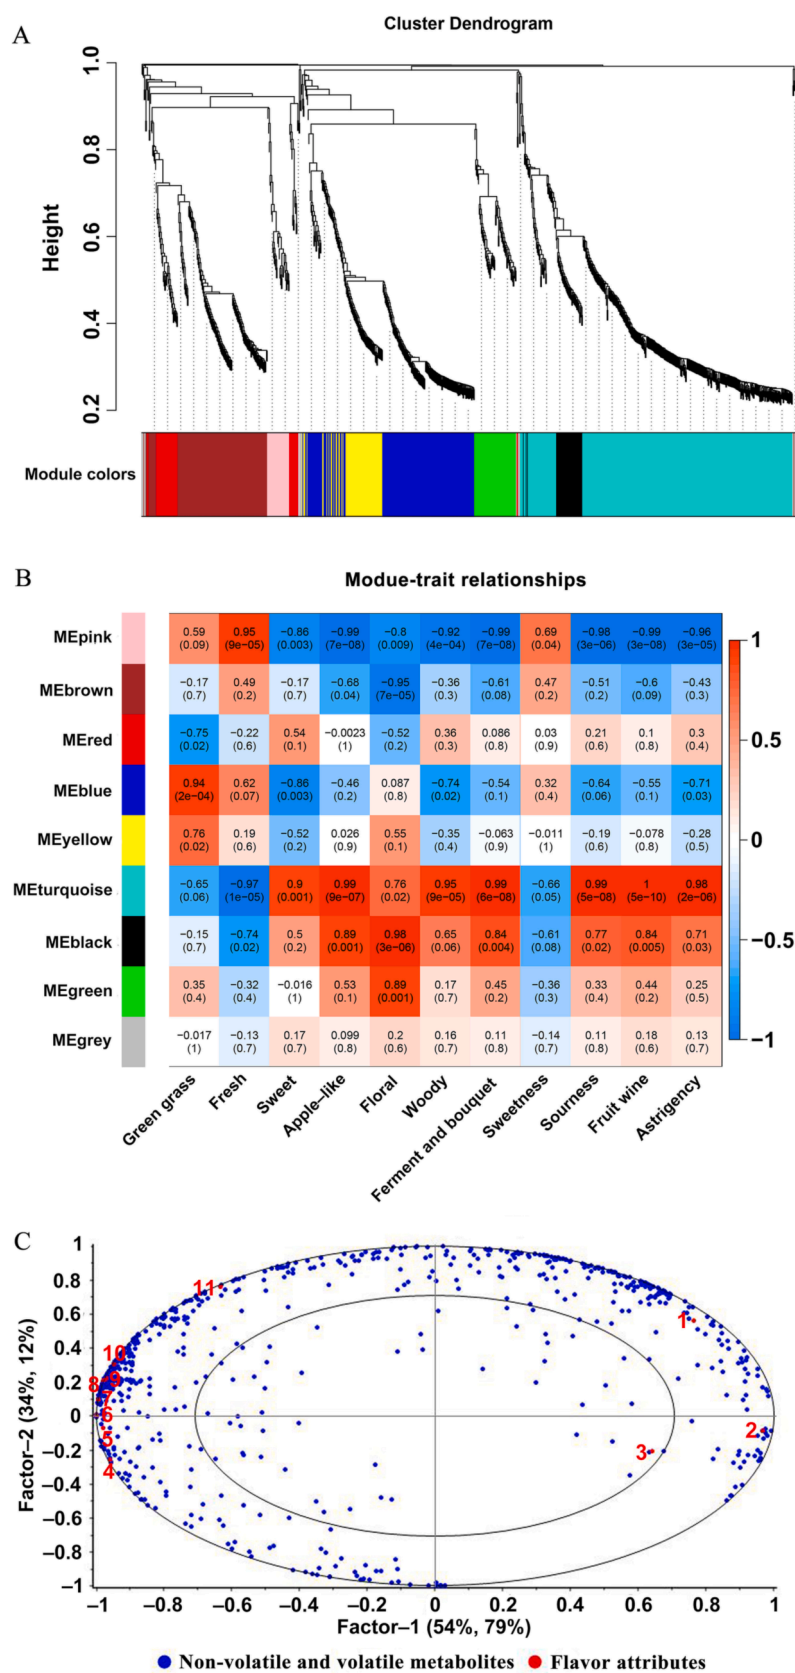 A
Cluster Dendrogram
Height
1.0
0.8
0.6
0.4
0.2
Module colors
B
Modue-trait relationships
MEpink
0.59 0.95 −0.86 −0.99 −0.8 −0.92 −0.99 0.69 −0.98 −0.99 −0.96
(0.09) (9e−05) (0.003) (7e−08) (0.009) (4e−04) (7e−08) (0.04) (3e−06) (3e−08) (3e−05)
MEbrown
−0.17 0.49 −0.17 −0.68 −0.95 −0.36 −0.61 0.47 −0.51 −0.6 −0.43
(0.7) (0.2) (0.7) (0.04) (7e−05) (0.3) (0.08) (0.2) (0.2) (0.09) (0.3)
MEred
−0.75 −0.22 0.54 −0.0023 −0.52 0.36 0.086 0.03 0.21 0.1 0.3
(0.02) (0.6) (0.1) (1) (0.2) (0.3) (0.8) (0.9) (0.6) (0.8) (0.4)
MEblue
0.94 0.62 −0.86 −0.46 0.087 −0.74 −0.54 0.32 −0.64 −0.55 −0.71
(2e−04) (0.07) (0.003) (0.2) (0.8) (0.02) (0.1) (0.4) (0.06) (0.1) (0.03)
MEyellow
0.76 0.19 −0.52 0.026 0.55 −0.35 −0.063 −0.011 −0.19 −0.078 −0.28
(0.02) (0.6) (0.2) (0.9) (0.1) (0.4) (0.9) (1) (0.6) (0.8) (0.5)
MEturquoise
−0.65 −0.97 0.9 0.99 0.76 0.95 0.99 −0.66 0.99 1 0.98
(0.06) (1e−05) (0.001) (9e−07) (0.02) (9e−05) (6e−08) (0.05) (5e−08) (5e−10) (2e−06)
MEblack
−0.15 −0.74 0.5 0.89 0.98 0.65 0.84 −0.61 0.77 0.84 0.71
(0.7) (0.02) (0.2) (0.001) (3e−06) (0.06) (0.004) (0.08) (0.02) (0.005) (0.03)
MEgreen
0.35 −0.32 −0.016 0.53 0.89 0.17 0.45 −0.36 0.33 0.44 0.25
(0.4) (0.4) (1) (0.1) (0.001) (0.7) (0.2) (0.3) (0.4) (0.2) (0.5)
MEgrey
−0.017 −0.13 0.17 0.099 0.2 0.16 0.11 −0.14 0.11 0.18 0.13
(1) (0.7) (0.7) (0.8) (0.6) (0.7) (0.8) (0.7) (0.8) (0.6) (0.7)
1
0.5
0
−0.5
−1
Green grass
Fresh
Sweet
Apple–like
Floral
Woody
Ferment and bouquet
Sweetness
Sourness
Fruit wine
Astrigency
C
Factor–2 (34%, 12%)
1
0.8
0.6
0.4
0.2
0
−0.2
−0.4
−0.6
−0.8
−1
11
1
10
9
8
7
6
2
5
3
4
−1 −0.8 −0.6 −0.4 −0.2 0 0.2 0.4 0.6 0.8 1
Factor–1 (54%, 79%)
Non-volatile and volatile metabolites
Flavor attributes